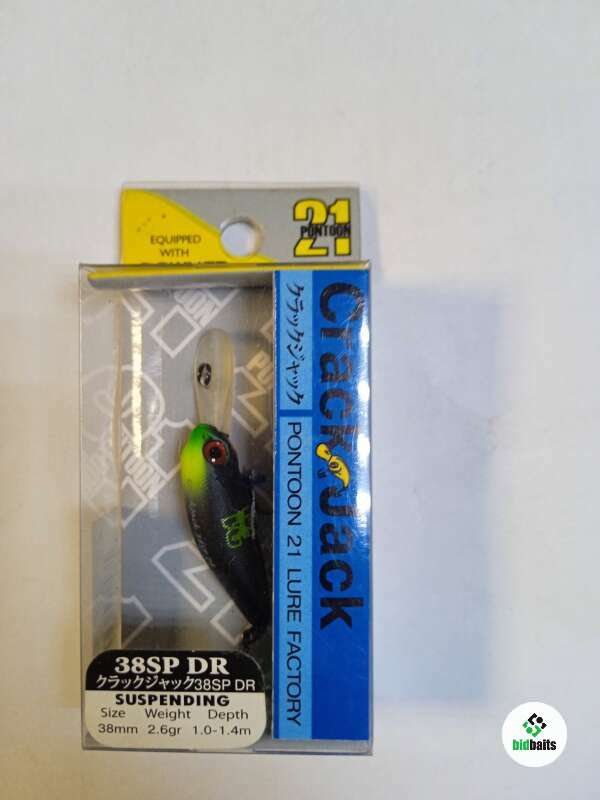 EQUIPPED
WITH
21
PONTOON
Crack Jack
クラックジャック
PONTOON 21 LURE FACTORY
38SP DR
クラックジャック38SP DR
SUSPENDING
Size Weight Depth
38mm 2.6gr 1.0-1.4m
bidbaits